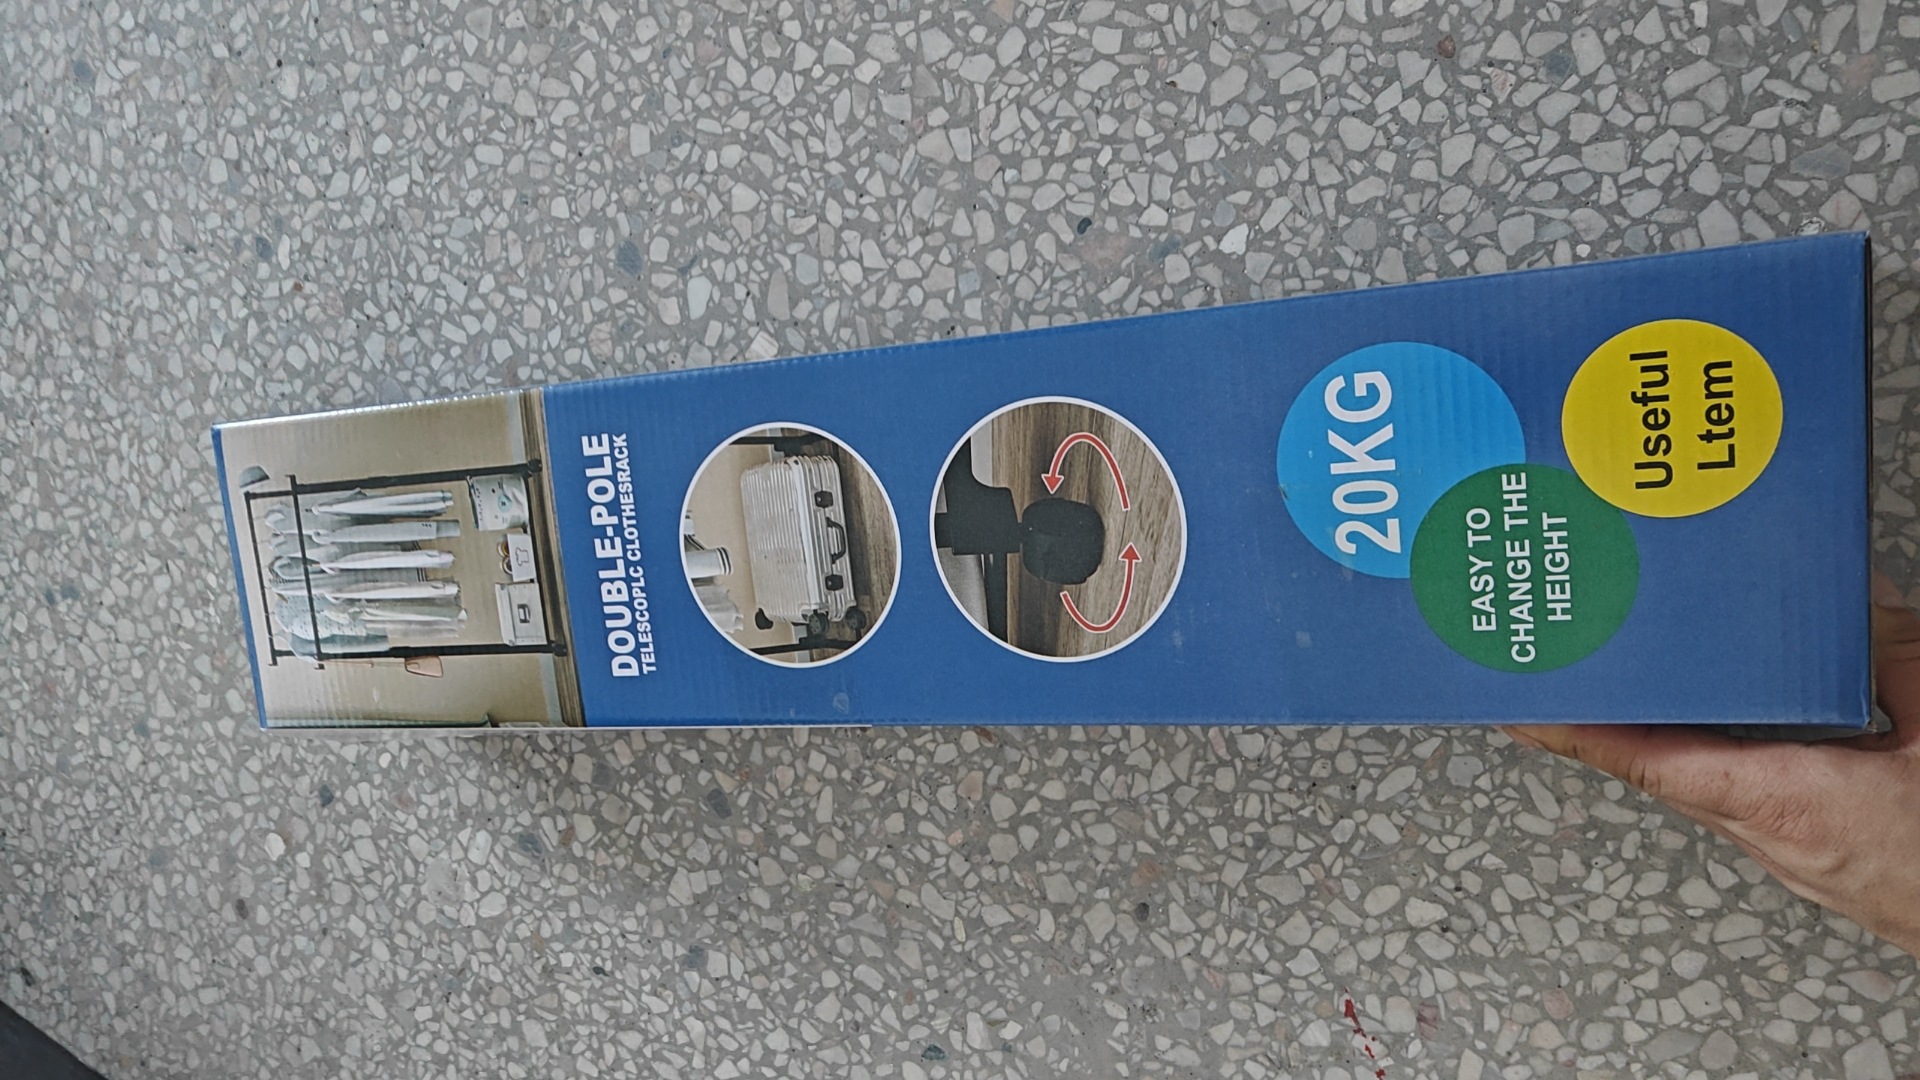 DOUBLE-POLE
TELESCOPLC CLOTHESRACK
20KG
EASY TO
CHANGE THE
HEIGHT
Useful
Ltem